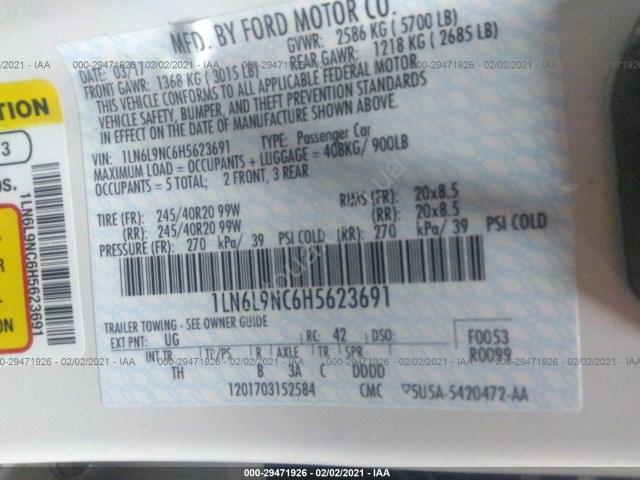 MFD. BY FORD MOTOR CO.
DATE: 03/17 GVWR: 2586 KG ( 5700 LB)
FRONT GAWR: 1368 KG ( 3015 LB) REAR GAWR: 1218 KG ( 2685 LB)
THIS VEHICLE CONFORMS TO ALL APPLICABLE FEDERAL MOTOR
VEHICLE SAFETY, BUMPER, AND THEFT PREVENTION STANDARDS
IN EFFECT ON THE DATE OF MANUFACTURE SHOWN ABOVE.
VIN: 1LN6L9NC6H5623691 TYPE: Passenger Car
MAXIMUM LOAD = OCCUPANTS + LUGGAGE = 408KG/ 900LB
OCCUPANTS = 5 TOTAL; 2 FRONT, 3 REAR
TIRE (FR): 245/40R20 99W RIMS (FR): 20x8.5
(RR): 245/40R20 99W (RR): 20x8.5
PRESSURE (FR): 270 kPa/ 39 PSI COLD (RR): 270 kPa/ 39 PSI COLD
1LN6L9NC6H5623691
TRAILER TOWING - SEE OWNER GUIDE
EXT PNT: UG RC: 42 DSO: F0053
INT TR TP/PS B AXLE TR SPR R0099
TH B 3A C DDDD
1201703152584 CMC 5U5A-5420472-AA
TION
3
OS.
1LN6L9NC6H5623691
R
ON
000-29471926 - 02/02/2021 - IAA